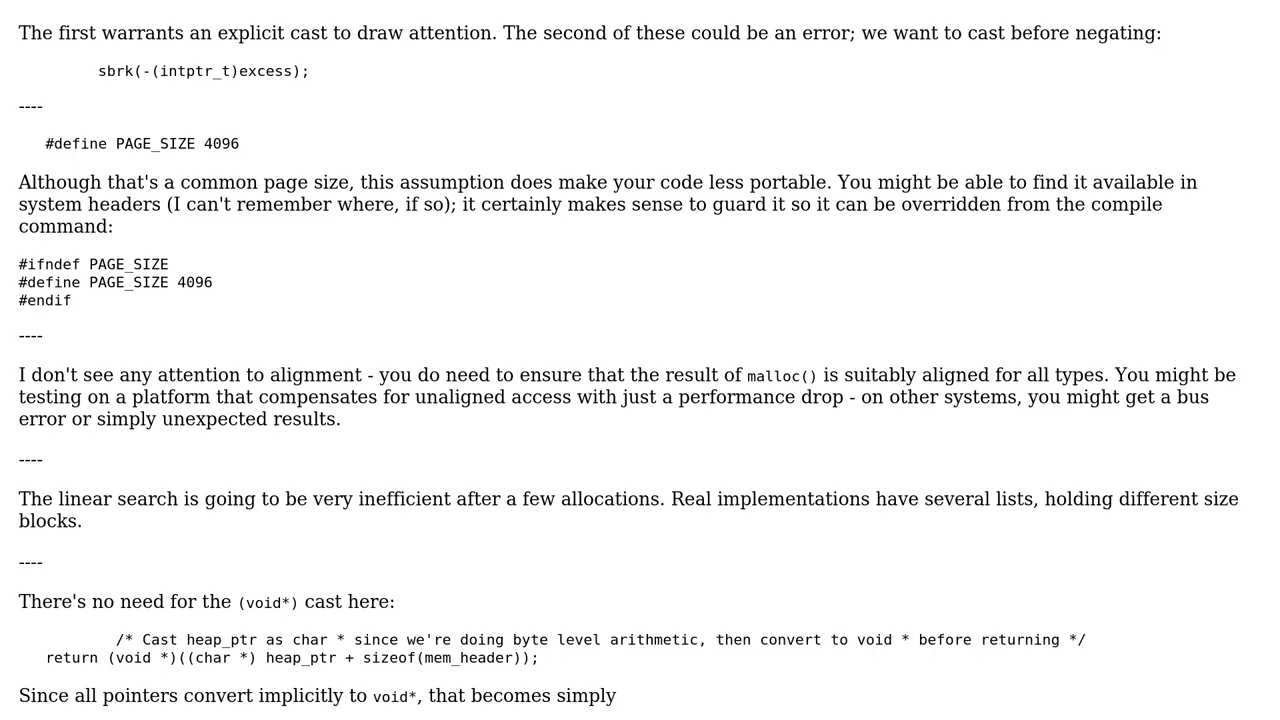 The first warrants an explicit cast to draw attention. The second of these could be an error; we want to cast before negating:
sbrk(-(intptr_t)excess);
----
#define PAGE_SIZE 4096
Although that's a common page size, this assumption does make your code less portable. You might be able to find it available in
system headers (I can't remember where, if so); it certainly makes sense to guard it so it can be overridden from the compile
command:
#ifndef PAGE_SIZE
#define PAGE_SIZE 4096
#endif
----
I don't see any attention to alignment - you do need to ensure that the result of malloc() is suitably aligned for all types. You might be
testing on a platform that compensates for unaligned access with just a performance drop - on other systems, you might get a bus
error or simply unexpected results.
----
The linear search is going to be very inefficient after a few allocations. Real implementations have several lists, holding different size
blocks.
----
There's no need for the (void*) cast here:
/* Cast heap_ptr as char * since we're doing byte level arithmetic, then convert to void * before returning */
return (void *)((char *) heap_ptr + sizeof(mem_header));
Since all pointers convert implicitly to void*, that becomes simply